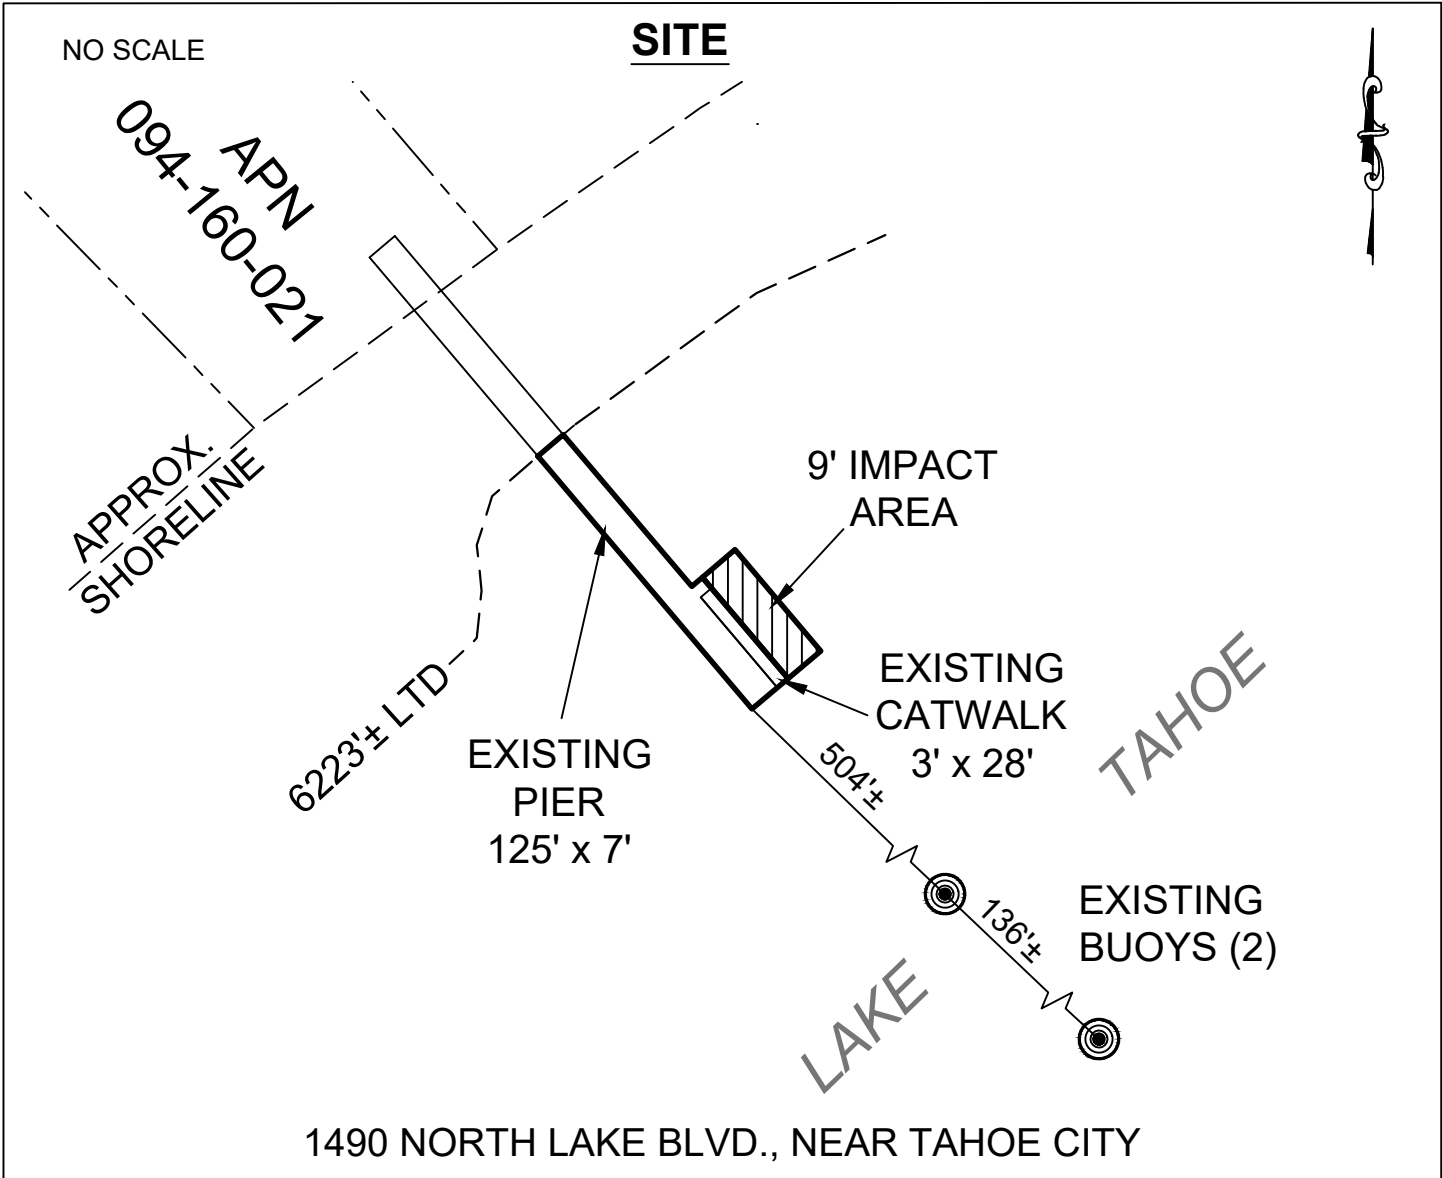 SITE
NO SCALE
APN
094-160-021
APPROX.
SHORELINE
9' IMPACT
AREA
EXISTING
CATWALK
3' x 28'
6223'± LTD
EXISTING
PIER
125' x 7'
504'±
136'±
EXISTING
BUOYS (2)
LAKE
TAHOE
1490 NORTH LAKE BLVD., NEAR TAHOE CITY